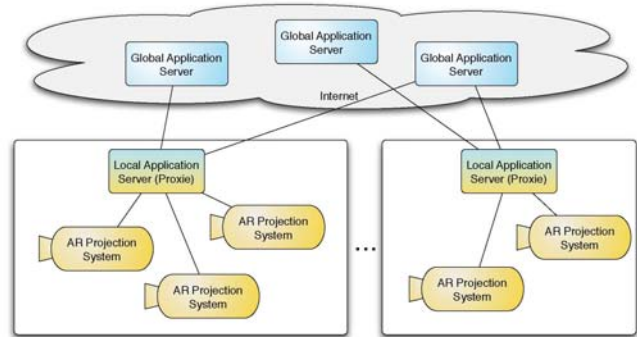 Global Application
Server
Global Application
Server
Global Application
Server
Internet
Local Application
Server (Proxie)
Local Application
Server (Proxie)
AR Projection
System
AR Projection
System
AR Projection
System
...
AR Projection
System
AR Projection
System